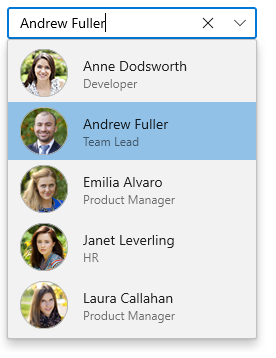 Andrew Fuller
Anne Dodsworth
Developer
Andrew Fuller
Team Lead
Emilia Alvaro
Product Manager
Janet Leverling
HR
Laura Callahan
Product Manager